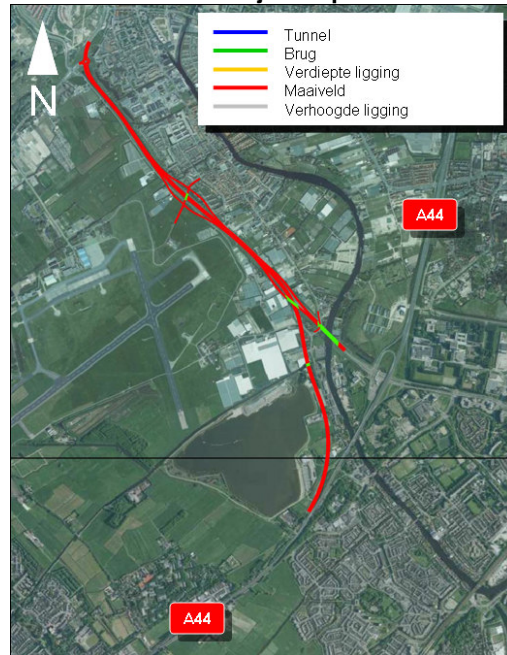 Tunnel
Brug
Verdiepte ligging
Maaiveld
Verhoogde ligging
N
A44
A44